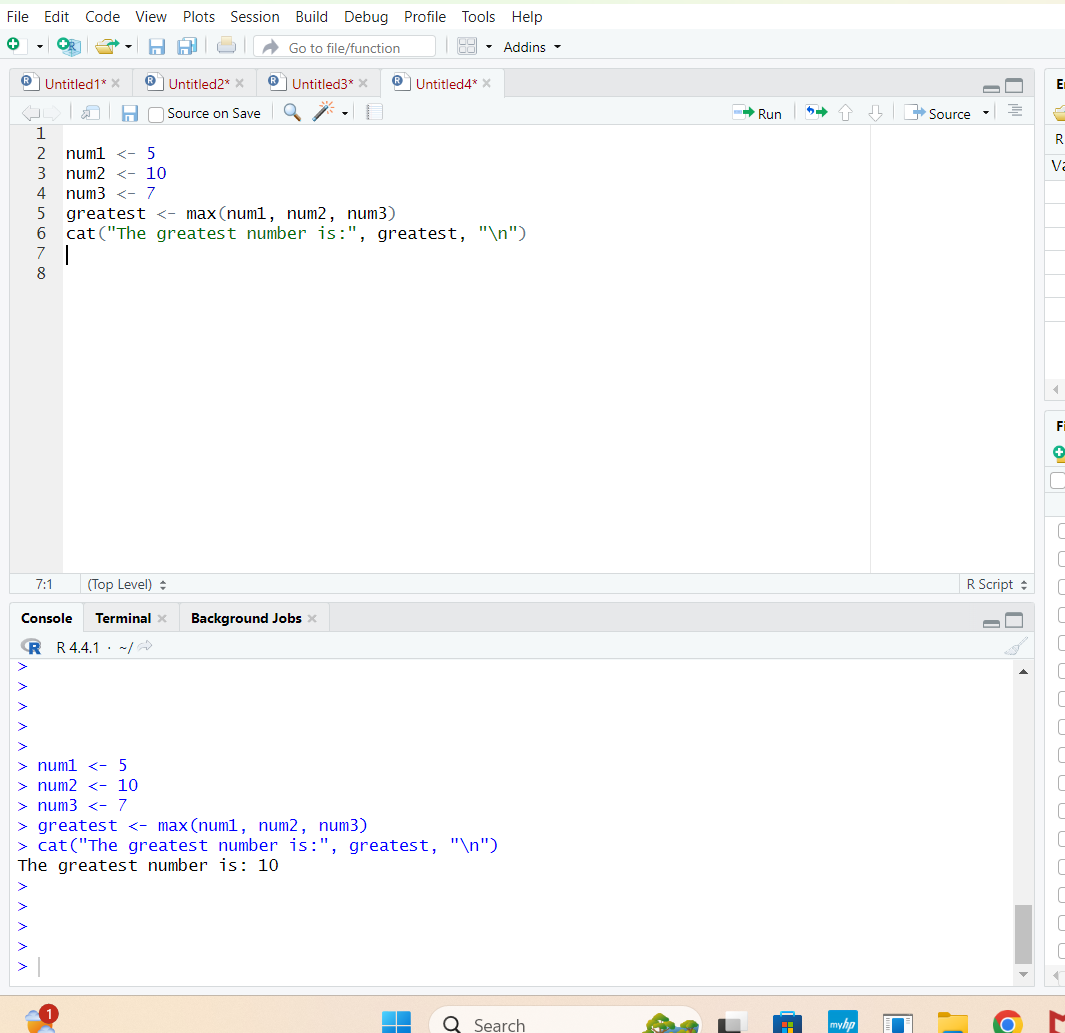 File Edit Code View Plots Session Build Debug Profile Tools Help
Go to file/function Addins
Untitled1* Untitled2* Untitled3* Untitled4*
Source on Save Run Source
1
2 num1 <- 5
3 num2 <- 10
4 num3 <- 7
5 greatest <- max(num1, num2, num3)
6 cat("The greatest number is:", greatest, "\n")
7
8
7:1 (Top Level) R Script
Console Terminal Background Jobs
R 4.4.1 · ~/
>
>
>
>
>
> num1 <- 5
> num2 <- 10
> num3 <- 7
> greatest <- max(num1, num2, num3)
> cat("The greatest number is:", greatest, "\n")
The greatest number is: 10
>
>
>
>
>
1 Search myhp